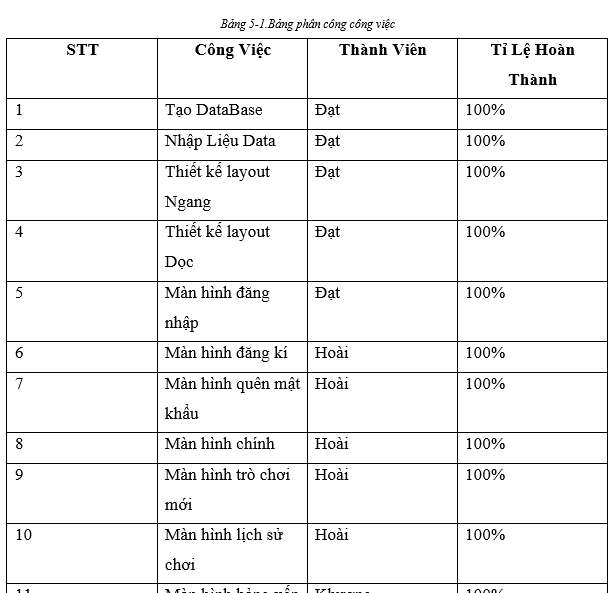 Bảng 5-1.Bảng phân công công việc
STT Công Việc Thành Viên Tỉ Lệ Hoàn
Thành
1 Tạo DataBase Đạt 100%
2 Nhập Liệu Data Đạt 100%
3 Thiết kế layout Đạt 100%
Ngang
4 Thiết kế layout Đạt 100%
Dọc
5 Màn hình đăng Đạt 100%
nhập
6 Màn hình đăng kí Hoài 100%
7 Màn hình quên mật Hoài 100%
khẩu
8 Màn hình chính Hoài 100%
9 Màn hình trò chơi Hoài 100%
mới
10 Màn hình lịch sử Hoài 100%
chơi
11 Màn hình 100%